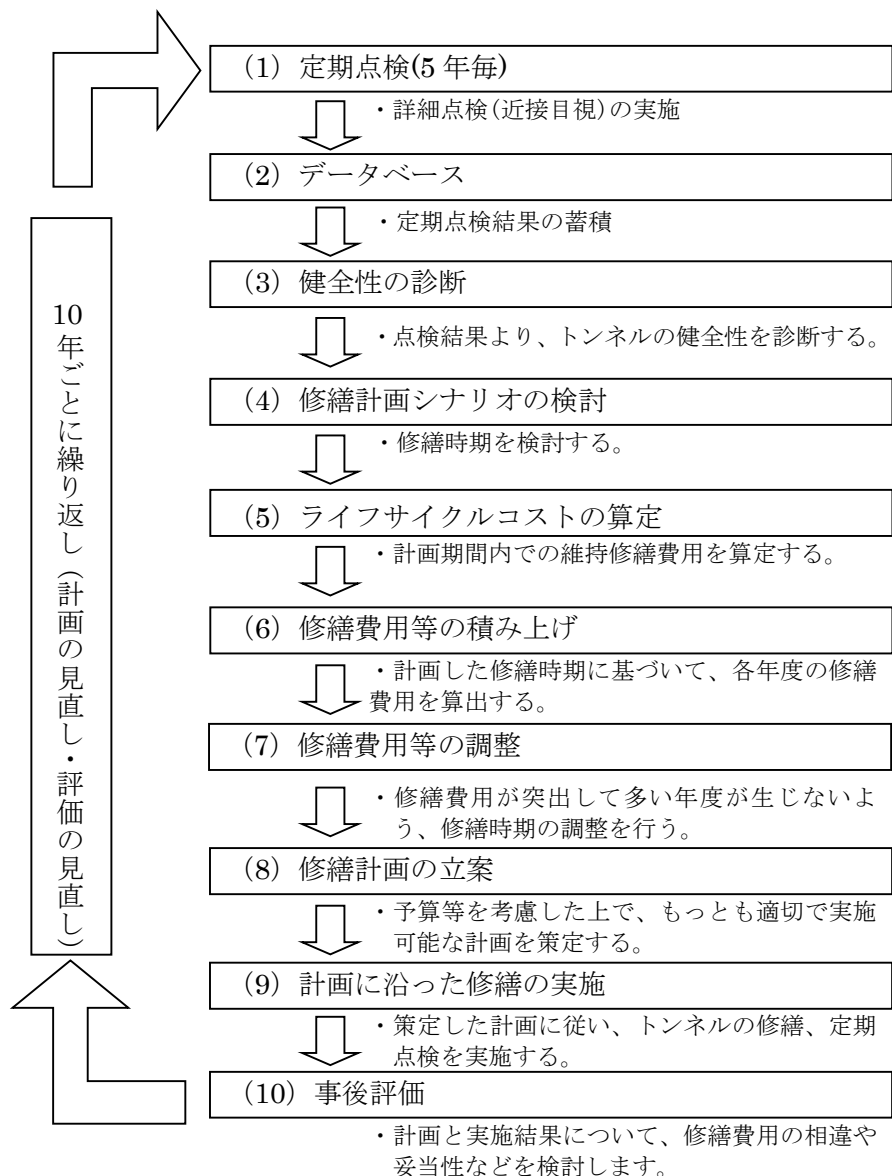 (1) 定期点検(5 年毎)
・詳細点検(近接目視)の実施
(2) データベース
・定期点検結果の蓄積
(3) 健全性の診断
・点検結果より、トンネルの健全性を診断する。
(4) 修繕計画シナリオの検討
・修繕時期を検討する。
(5) ライフサイクルコストの算定
・計画期間内での維持修繕費用を算定する。
(6) 修繕費用等の積み上げ
・計画した修繕時期に基づいて、各年度の修繕
費用を算出する。
(7) 修繕費用等の調整
・修繕費用が突出して多い年度が生じないよ
う、修繕時期の調整を行う。
(8) 修繕計画の立案
・予算等を考慮した上で、もっとも適切で実施
可能な計画を策定する。
(9) 計画に沿った修繕の実施
・策定した計画に従い、トンネルの修繕、定期
点検を実施する。
(10) 事後評価
・計画と実施結果について、修繕費用の相違や
妥当性などを検討します。
10年ごとに繰り返し(計画の見直し・評価の見直し)